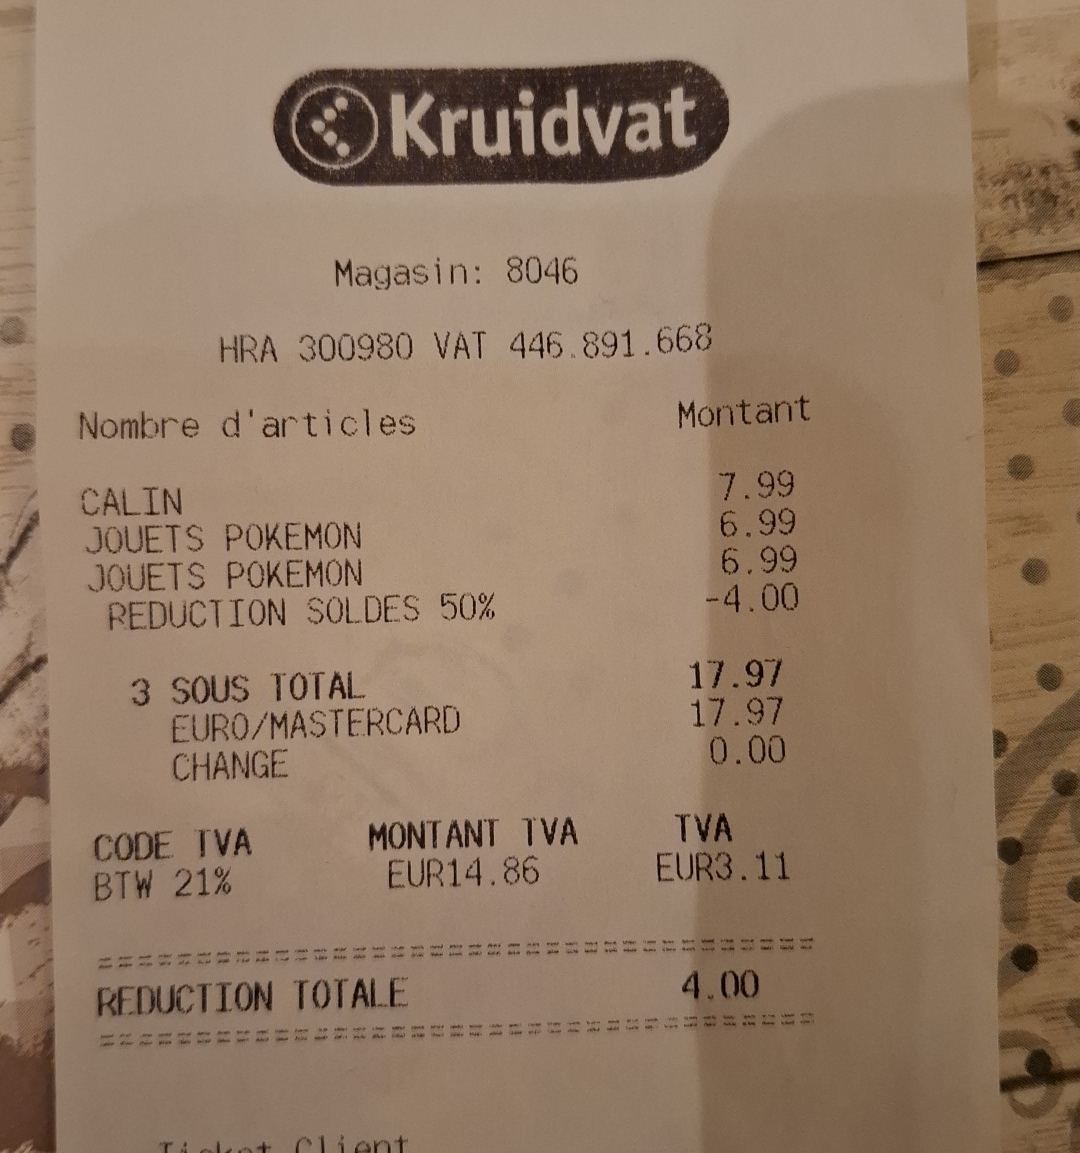 Kruidvat
Magasin: 8046
HRA 300980 VAT 446.891.668
Nombre d'articles Montant
CALIN 7.99
JOUETS POKEMON 6.99
JOUETS POKEMON 6.99
REDUCTION SOLDES 50% -4.00
3 SOUS TOTAL 17.97
EURO/MASTERCARD 17.97
CHANGE 0.00
CODE TVA MONTANT TVA TVA
BTW 21% EUR14.86 EUR3.11
REDUCTION TOTALE 4.00
Ticket Client